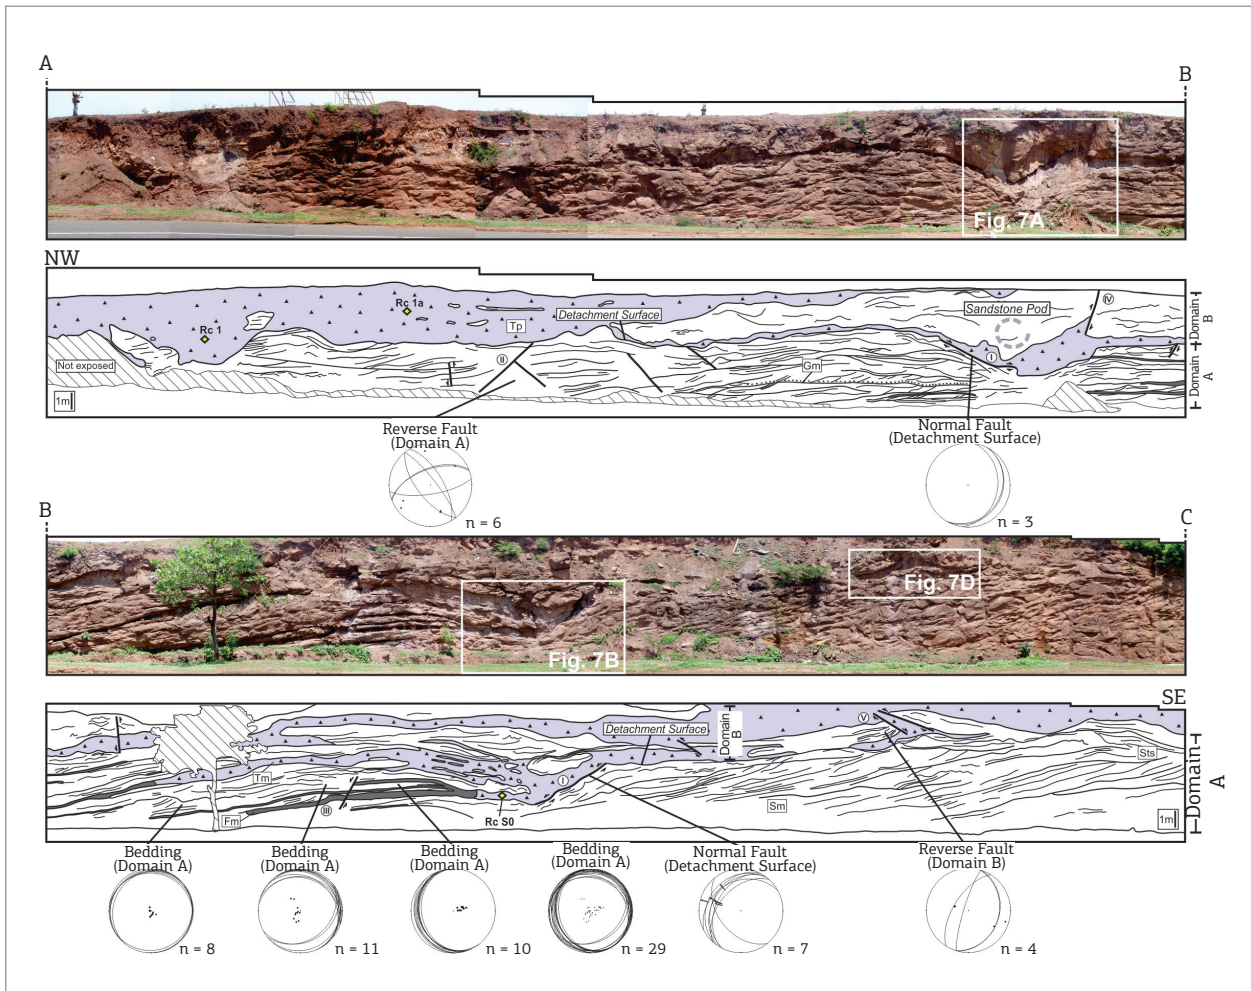 A
B
Fig. 7A
NW
Rc 1
Rc 1a
Tp
Detachment Surface
Sandstone Pod
IV
Domain
B
Domain
A
Not exposed
II
Gm
I
1m
Reverse Fault
(Domain A)
n = 6
Normal Fault
(Detachment Surface)
n = 3
B
C
Fig. 7B
Fig. 7D
SE
Domain
B
Detachment Surface
V
Sts
Domain
A
Tm
I
III
Fm
Rc S0
Sm
1m
Bedding
(Domain A)
n = 8
Bedding
(Domain A)
n = 11
Bedding
(Domain A)
n = 10
Bedding
(Domain A)
n = 29
Normal Fault
(Detachment Surface)
n = 7
Reverse Fault
(Domain B)
n = 4